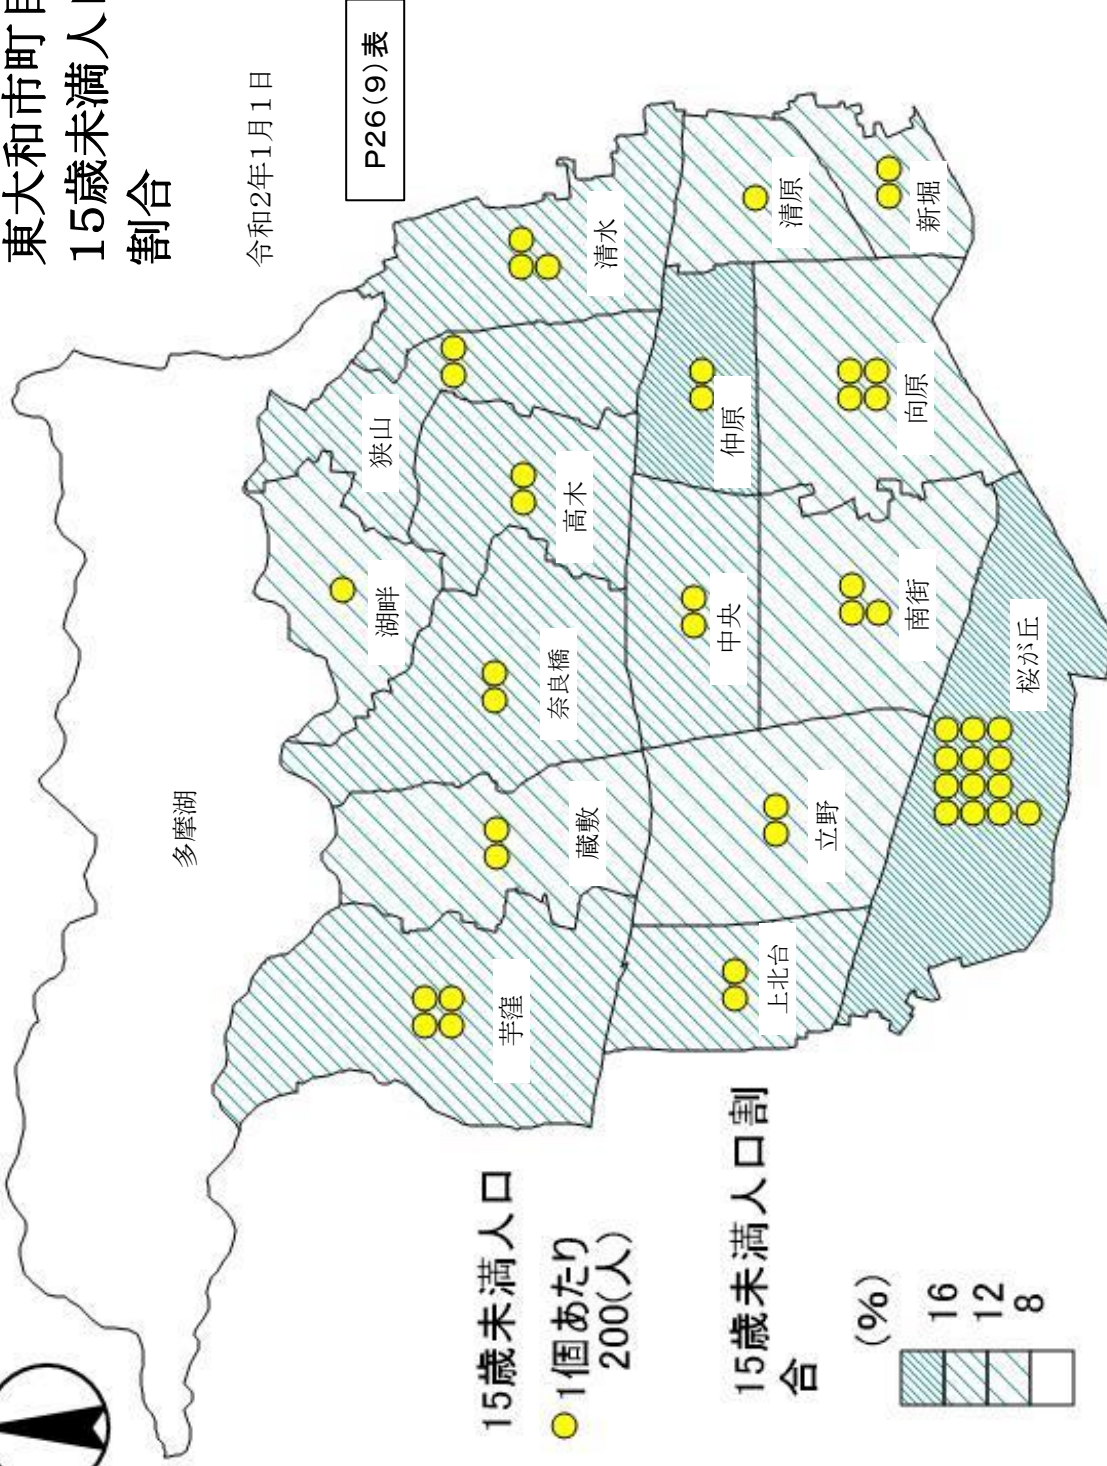 東大和市町
15歳未満人
割合
令和2年1月1日
P26(9)表
多摩湖
芋窪
蔵敷
奈良橋
湖畔
狭山
高木
清水
上北台
立野
中央
仲原
南街
向原
清原
新堀
桜が丘
15歳未満人口
1個あたり
200(人)
15歳未満人口割
合
(%)
16
12
8